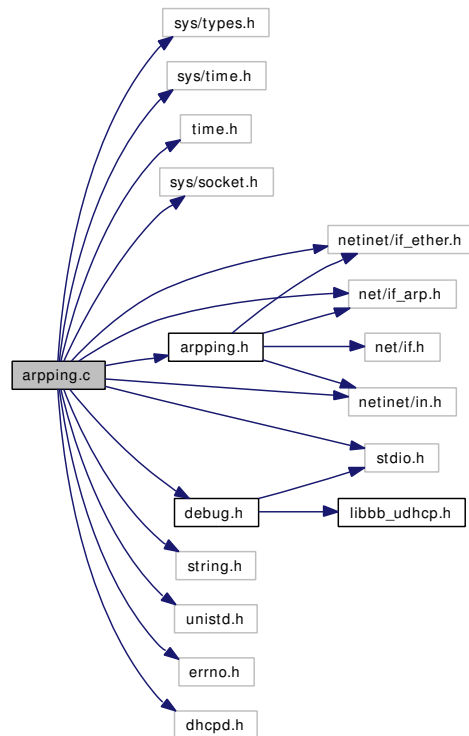 sys/types.h
sys/time.h
time.h
sys/socket.h
netinet/if_ether.h
net/if_arp.h
arpping.h
net/if.h
arpping.c
netinet/in.h
stdio.h
debug.h
libbb_udhcp.h
string.h
unistd.h
errno.h
dhcpd.h